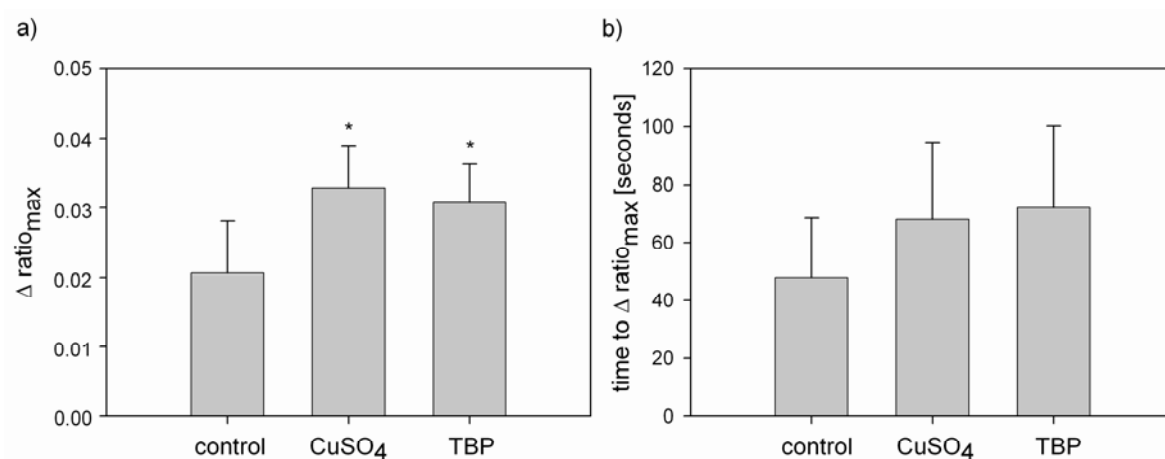 a)
0.05
0.04
0.03
0.02
0.01
0.00
Δ ratiomax
*
*
control
CuSO4
TBP
b)
120
100
80
60
40
20
0
time to Δ ratiomax [seconds]
control
CuSO4
TBP